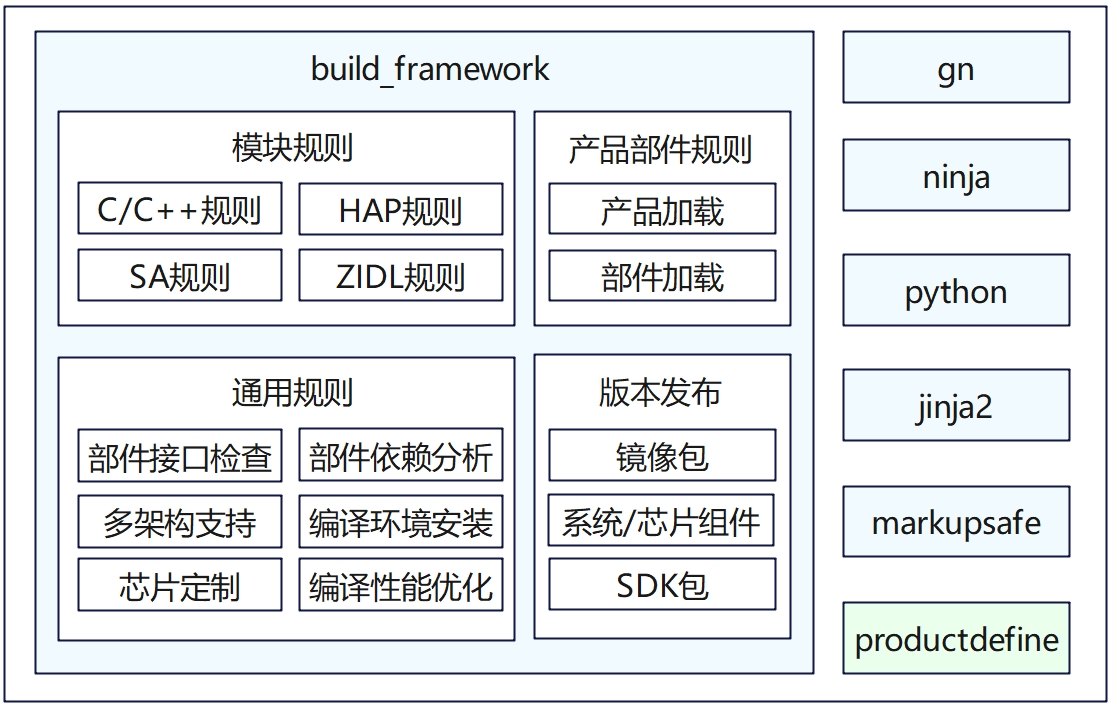 build_framework
模块规则
C/C++规则
HAP规则
SA规则
ZIDL规则
产品部件规则
产品加载
部件加载
通用规则
部件接口检查
部件依赖分析
多架构支持
编译环境安装
芯片定制
编译性能优化
版本发布
镜像包
系统/芯片组件
SDK包
gn
ninja
python
jinja2
markupsafe
productdefine